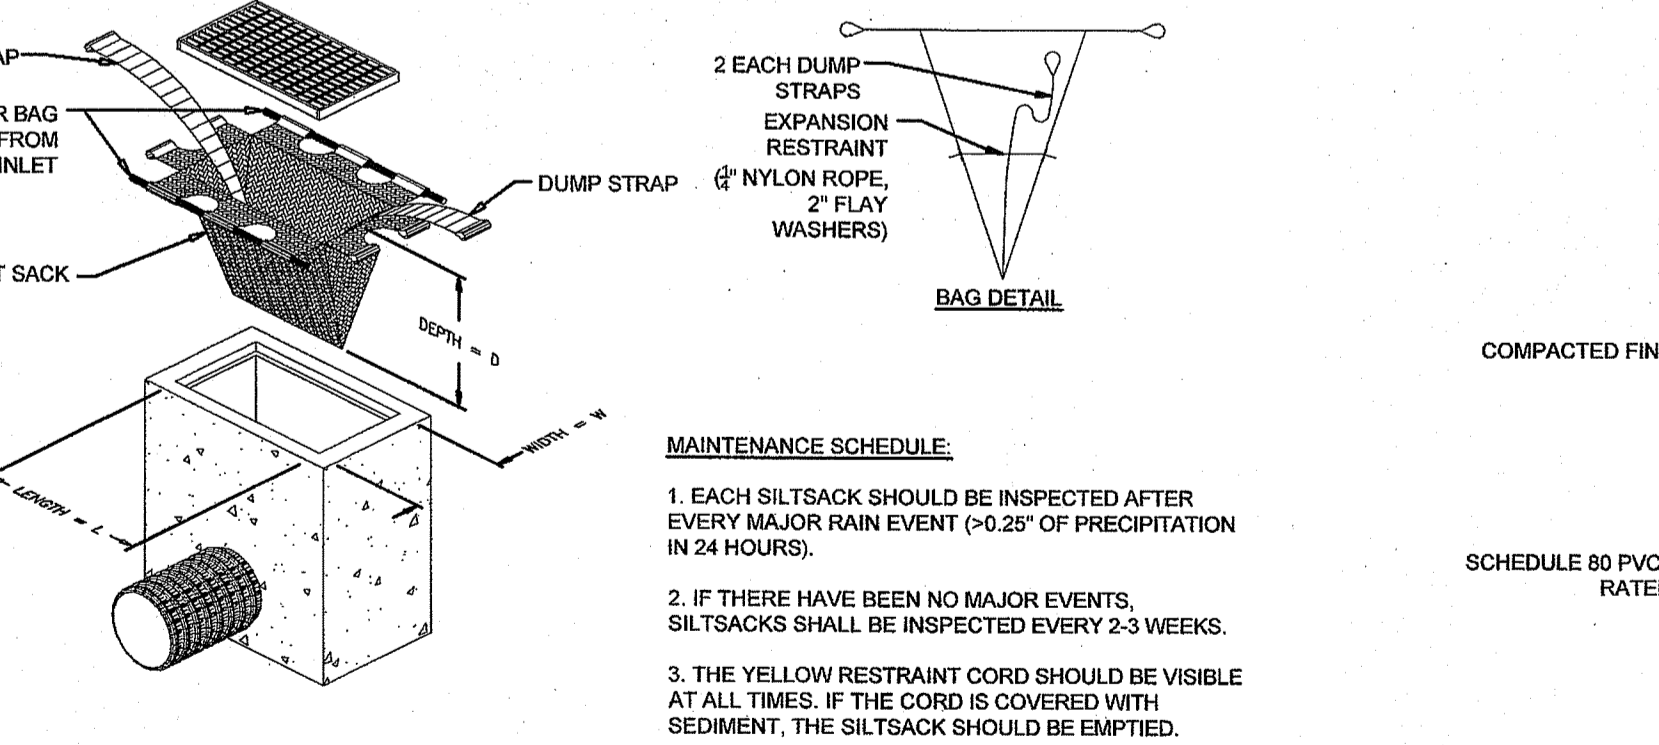 AP
R BAG
FROM
INLET
T SACK
DUMP STRAP
DEPTH = D
WIDTH = W
LENGTH = L
2 EACH DUMP
STRAPS
EXPANSION
RESTRAINT
(1/4" NYLON ROPE,
2" FLAY
WASHERS)
BAG DETAIL
MAINTENANCE SCHEDULE:
1. EACH SILTSACK SHOULD BE INSPECTED AFTER
EVERY MAJOR RAIN EVENT (>0.25" OF PRECIPITATION
IN 24 HOURS).
2. IF THERE HAVE BEEN NO MAJOR EVENTS,
SILTSACKS SHALL BE INSPECTED EVERY 2-3 WEEKS.
3. THE YELLOW RESTRAINT CORD SHOULD BE VISIBLE
AT ALL TIMES. IF THE CORD IS COVERED WITH
SEDIMENT, THE SILTSACK SHOULD BE EMPTIED.
COMPACTED FIN
SCHEDULE 80 PVC
RATE